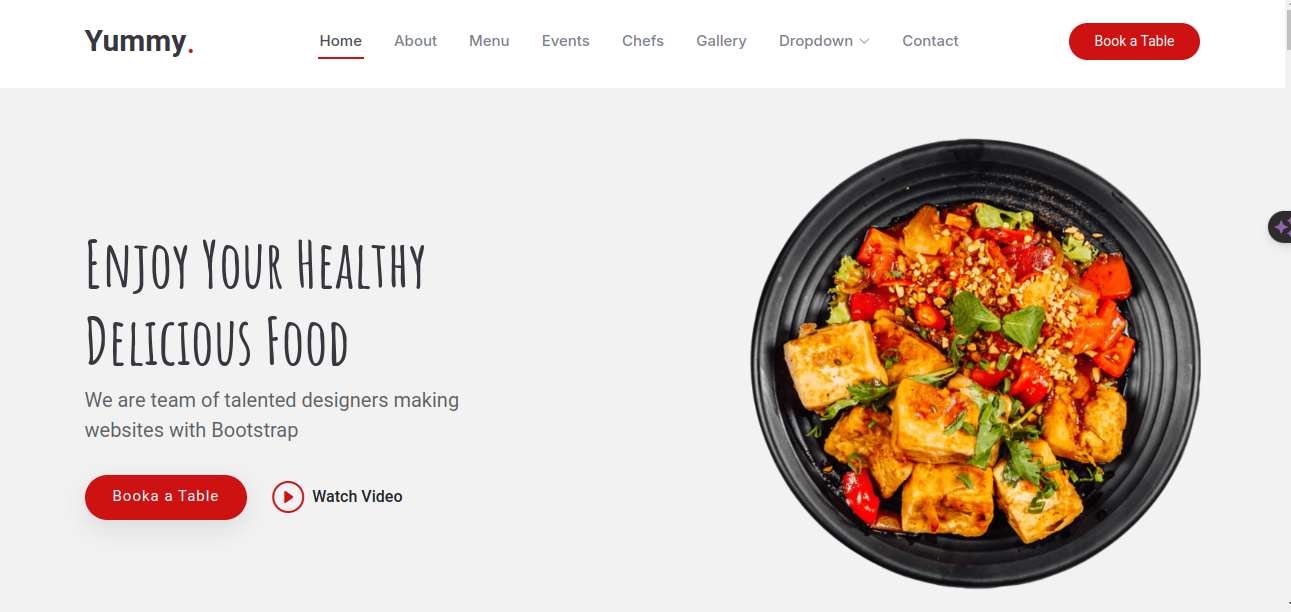 Yummy.
Home About Menu Events Chefs Gallery Dropdown Contact
Book a Table
Enjoy Your Healthy
Delicious Food
We are team of talented designers making
websites with Bootstrap
Booka a Table
Watch Video